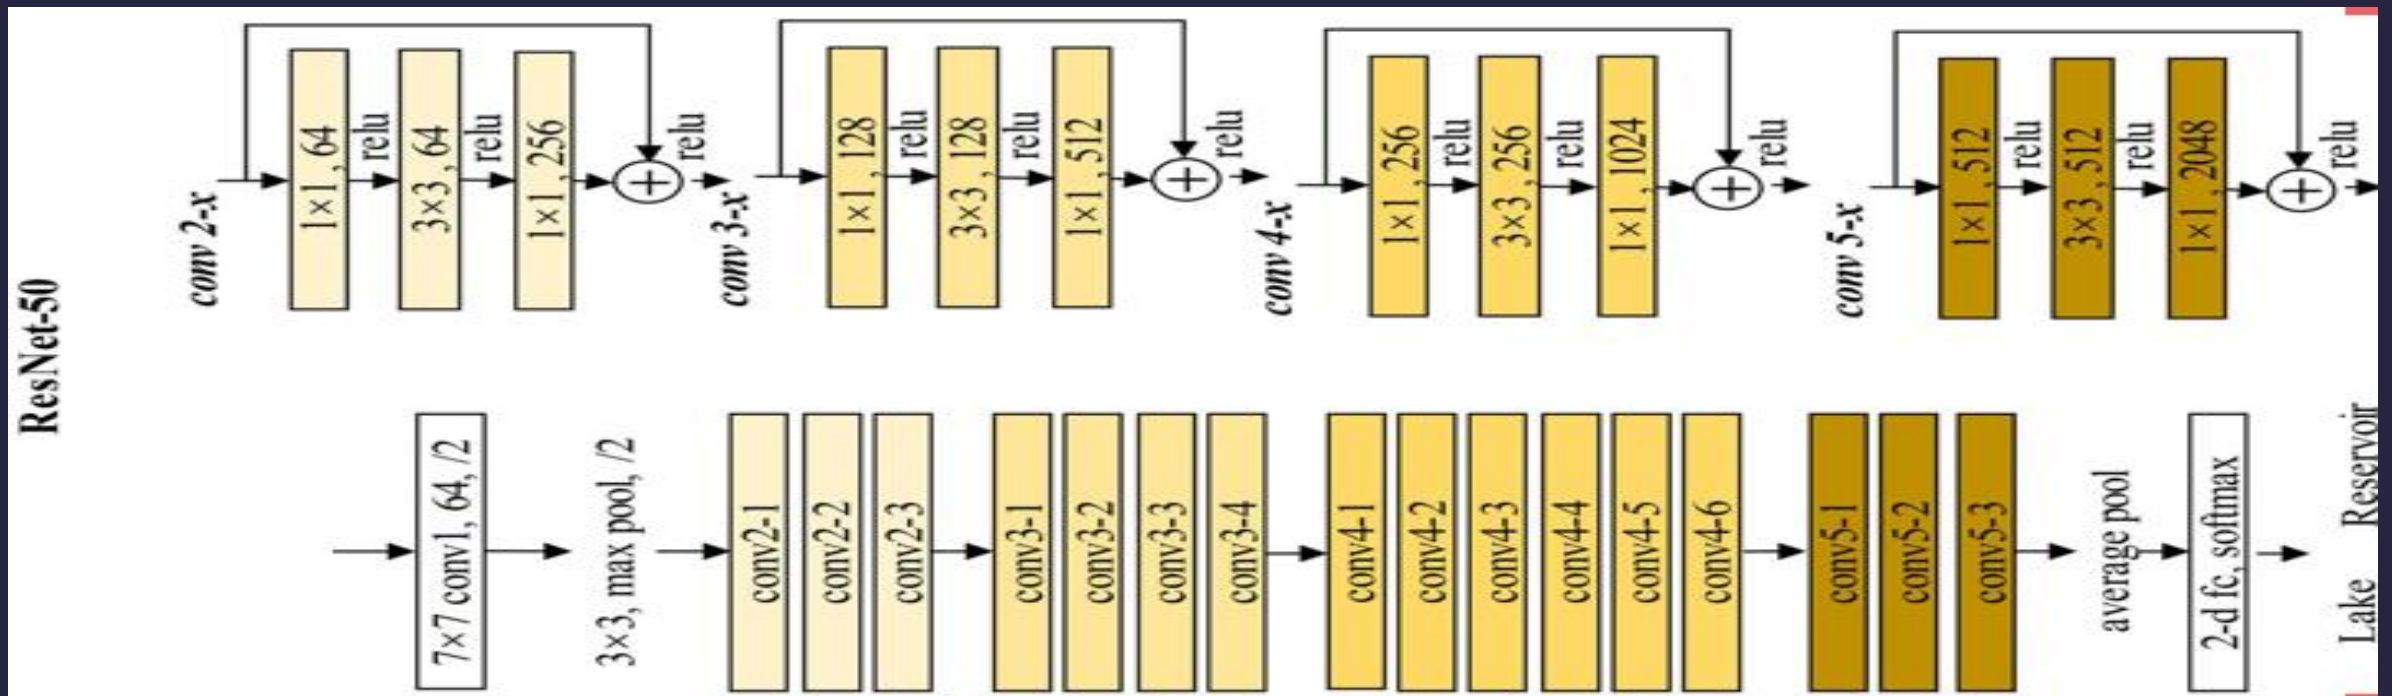 ResNet-50
conv 2-x
1×1, 64
relu
3×3, 64
relu
1×1, 256
relu
conv 3-x
1×1, 128
relu
3×3, 128
relu
1×1, 512
relu
conv 4-x
1×1, 256
relu
3×3, 256
relu
1×1, 1024
relu
conv 5-x
1×1, 512
relu
3×3, 512
relu
1×1, 2048
relu
7×7 conv1, 64, /2
3×3, max pool, /2
conv2-1
conv2-2
conv2-3
conv3-1
conv3-2
conv3-3
conv3-4
conv4-1
conv4-2
conv4-3
conv4-4
conv4-5
conv4-6
conv5-1
conv5-2
conv5-3
average pool
2-d fc, softmax
Lake Reservoir